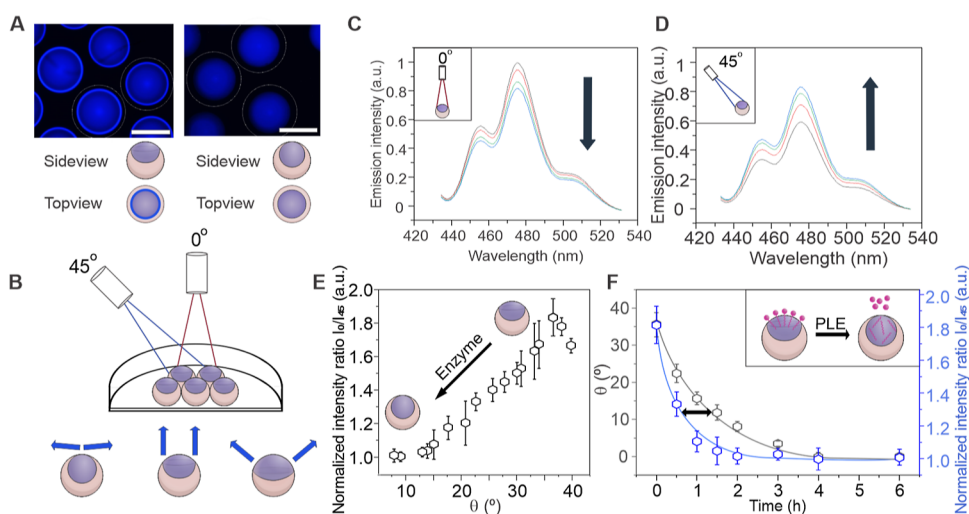 A
Sideview
Topview
Sideview
Topview
B
45°
0°
C
Emission intensity (a.u.)
1
0.8
0.6
0.4
0.2
0
420 440 460 480 500 520 540
Wavelength (nm)
0°
D
Emission intensity (a.u.)
1
0.8
0.6
0.4
0.2
0
420 440 460 480 500 520 540
Wavelength (nm)
45°
E
Normalized intensity ratio I₀/I₄₅ (a.u.)
2.0
1.8
1.6
1.4
1.2
1.0
10 20 30 40
θ (º)
Enzyme
F
θ (º)
40
30
20
10
0
0 1 2 3 4 5 6
Time (h)
PLE
2.0
1.8
1.6
1.4
1.2
1.0
Normalized intensity ratio I₀/I₄₅ (a.u.)